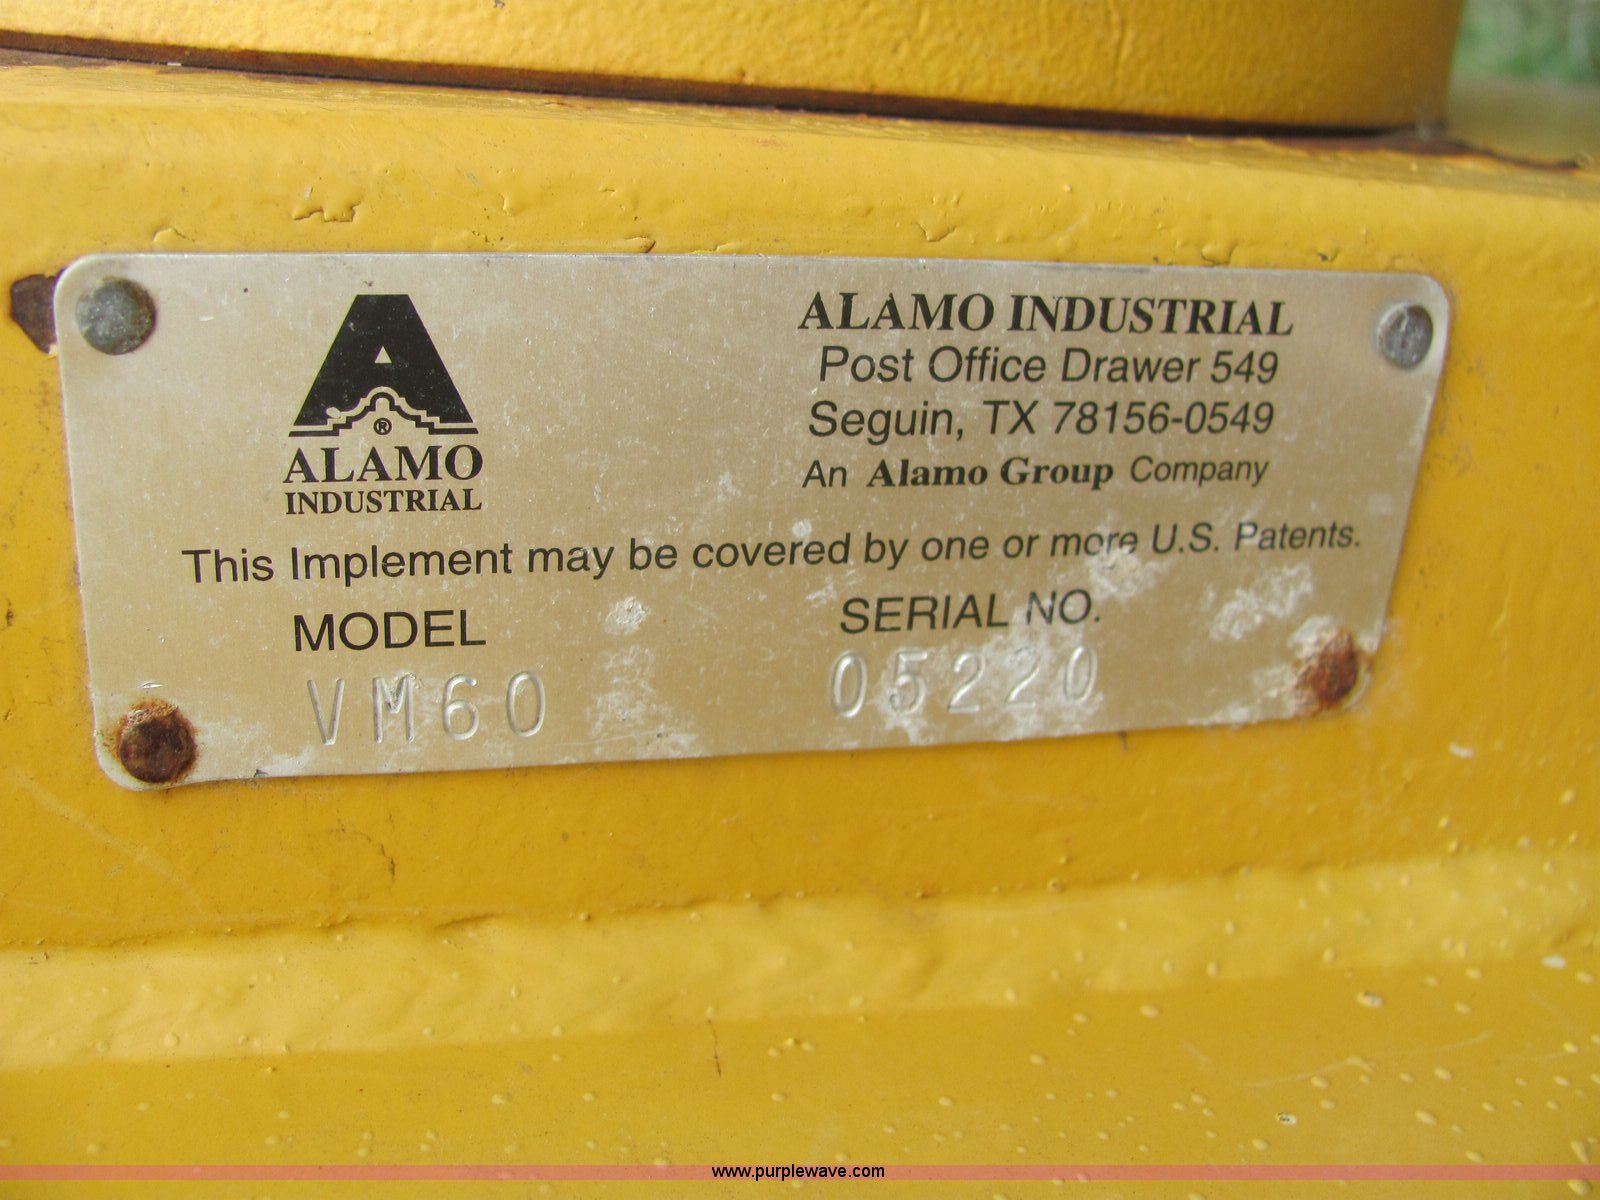 A
®
ALAMO
INDUSTRIAL
ALAMO INDUSTRIAL
Post Office Drawer 549
Seguin, TX 78156-0549
An Alamo Group Company
This Implement may be covered by one or more U.S. Patents.
MODEL
VM60
SERIAL NO.
05220
www.purplewave.com